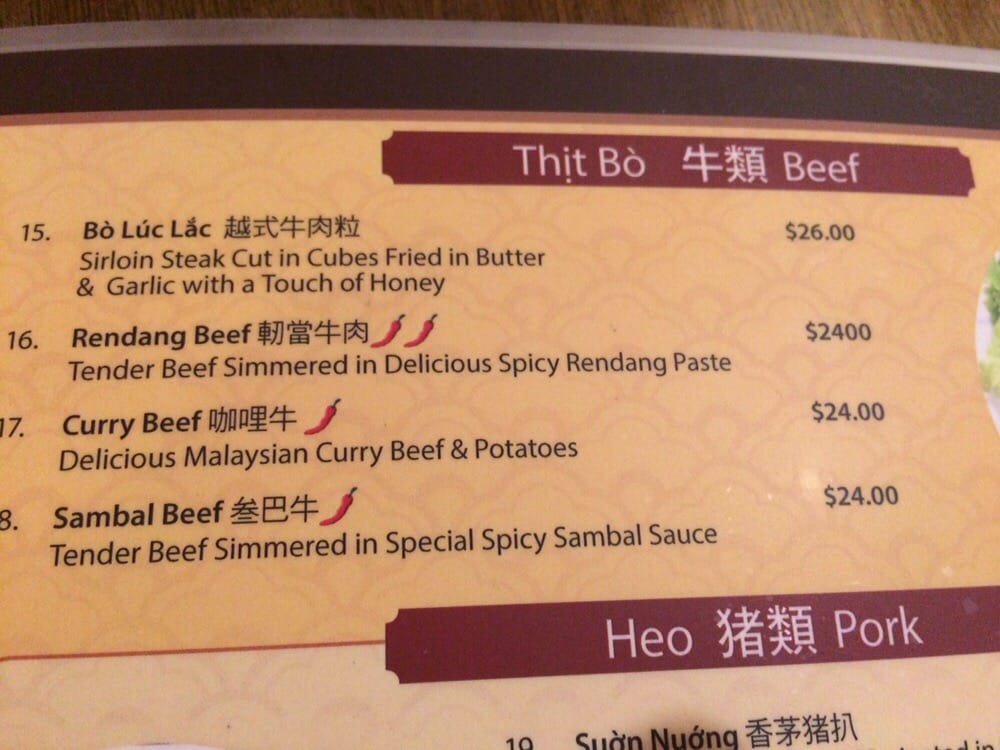 Thịt Bò 牛類 Beef
15. Bò Lúc Lắc 越式牛肉粒 $26.00
Sirloin Steak Cut in Cubes Fried in Butter
& Garlic with a Touch of Honey
16. Rendang Beef 軔當牛肉 $2400
Tender Beef Simmered in Delicious Spicy Rendang Paste
17. Curry Beef 咖哩牛 $24.00
Delicious Malaysian Curry Beef & Potatoes
8. Sambal Beef 叁巴牛 $24.00
Tender Beef Simmered in Special Spicy Sambal Sauce
Heo 猪類 Pork
19. Sườn Nướng 香茅猪扒